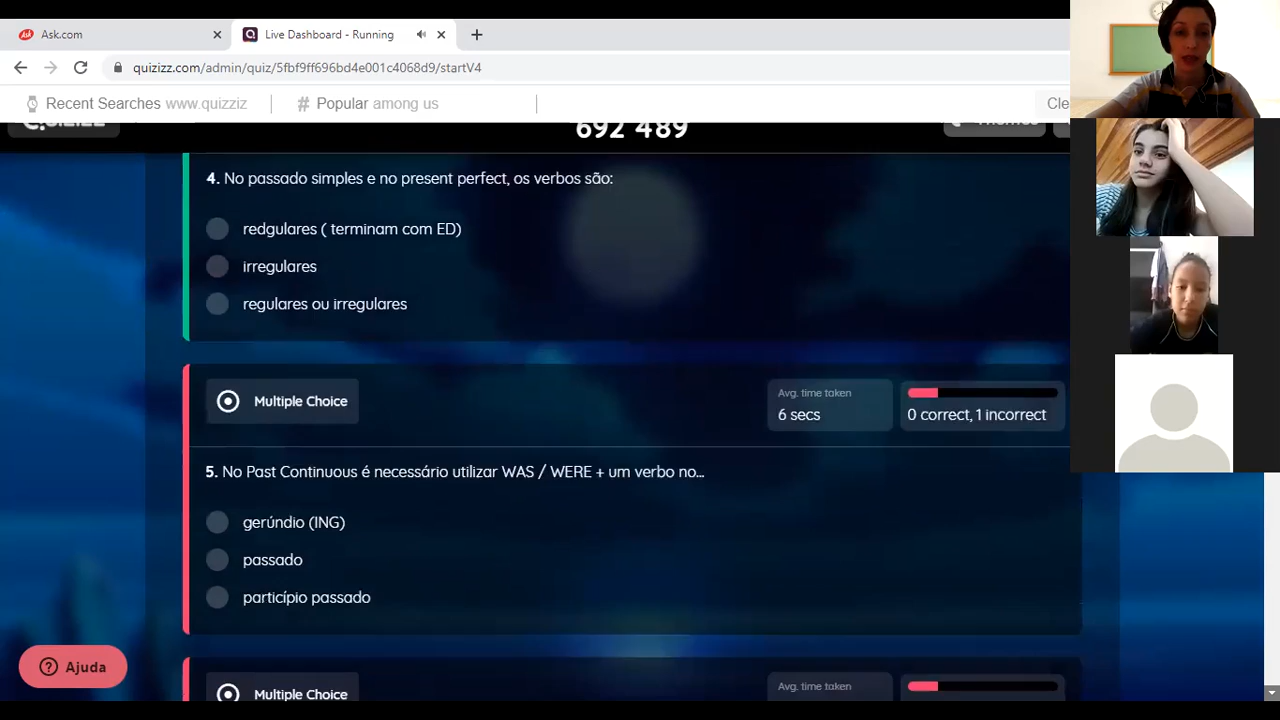 Ask.com
Live Dashboard - Running
quizizz.com/admin/quiz/5fbf9ff696bd4e001c4068d9/startV4
Recent Searches www.quizziz
# Popular among us
Cle
692 489
4. No passado simples e no present perfect, os verbos são:
redgulares ( terminam com ED)
irregulares
regulares ou irregulares
Multiple Choice
Avg. time taken
6 secs
0 correct, 1 incorrect
5. No Past Continuous é necessário utilizar WAS / WERE + um verbo no...
gerúndio (ING)
passado
particípio passado
Ajuda
Multiple Choice
Avg. time taken